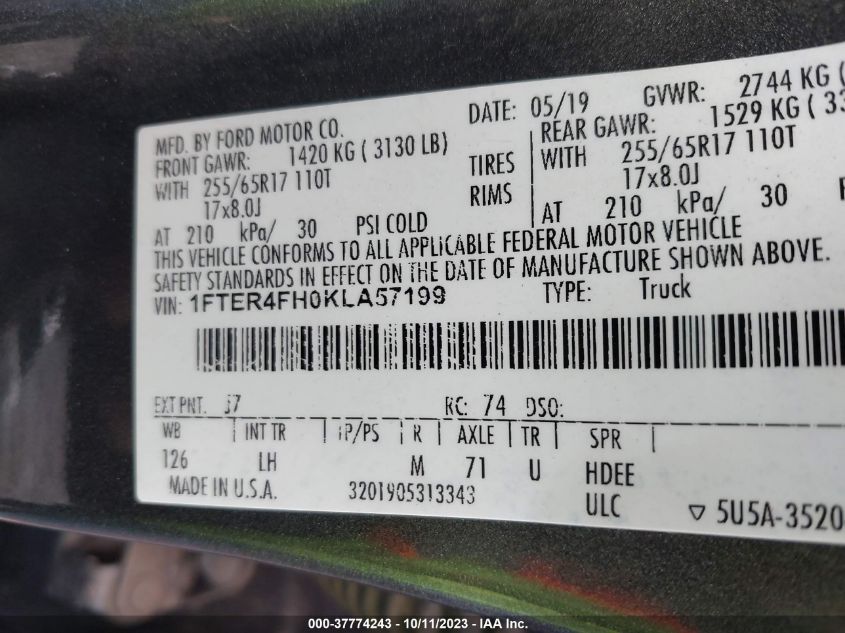 MFD. BY FORD MOTOR CO. DATE: 05/19 GVWR: 2744 KG (
FRONT GAWR: 1420 KG ( 3130 LB) REAR GAWR: 1529 KG ( 33
WITH 255/65R17 110T TIRES WITH 255/65R17 110T
17x8.0J RIMS 17x8.0J
AT 210 kPa/ 30 PSI COLD AT 210 kPa/ 30
THIS VEHICLE CONFORMS TO ALL APPLICABLE FEDERAL MOTOR VEHICLE
SAFETY STANDARDS IN EFFECT ON THE DATE OF MANUFACTURE SHOWN ABOVE.
VIN: 1FTER4FH0KLA57199 TYPE: Truck
EXT PNT: J7 RC: 74 DSO:
WB INT TR TP/PS R AXLE TR SPR
126 LH M 71 U HDEE
MADE IN U.S.A. 3201905313343 ULC ▽ 5U5A-3520
000-37774243 - 10/11/2023 - IAA Inc.